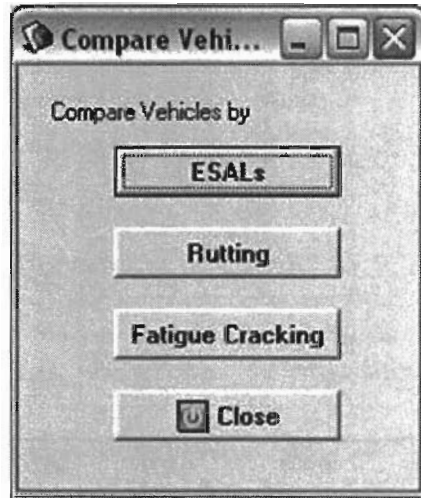 Compare Vehi...
Compare Vehicles by
ESALs
Rutting
Fatigue Cracking
Close